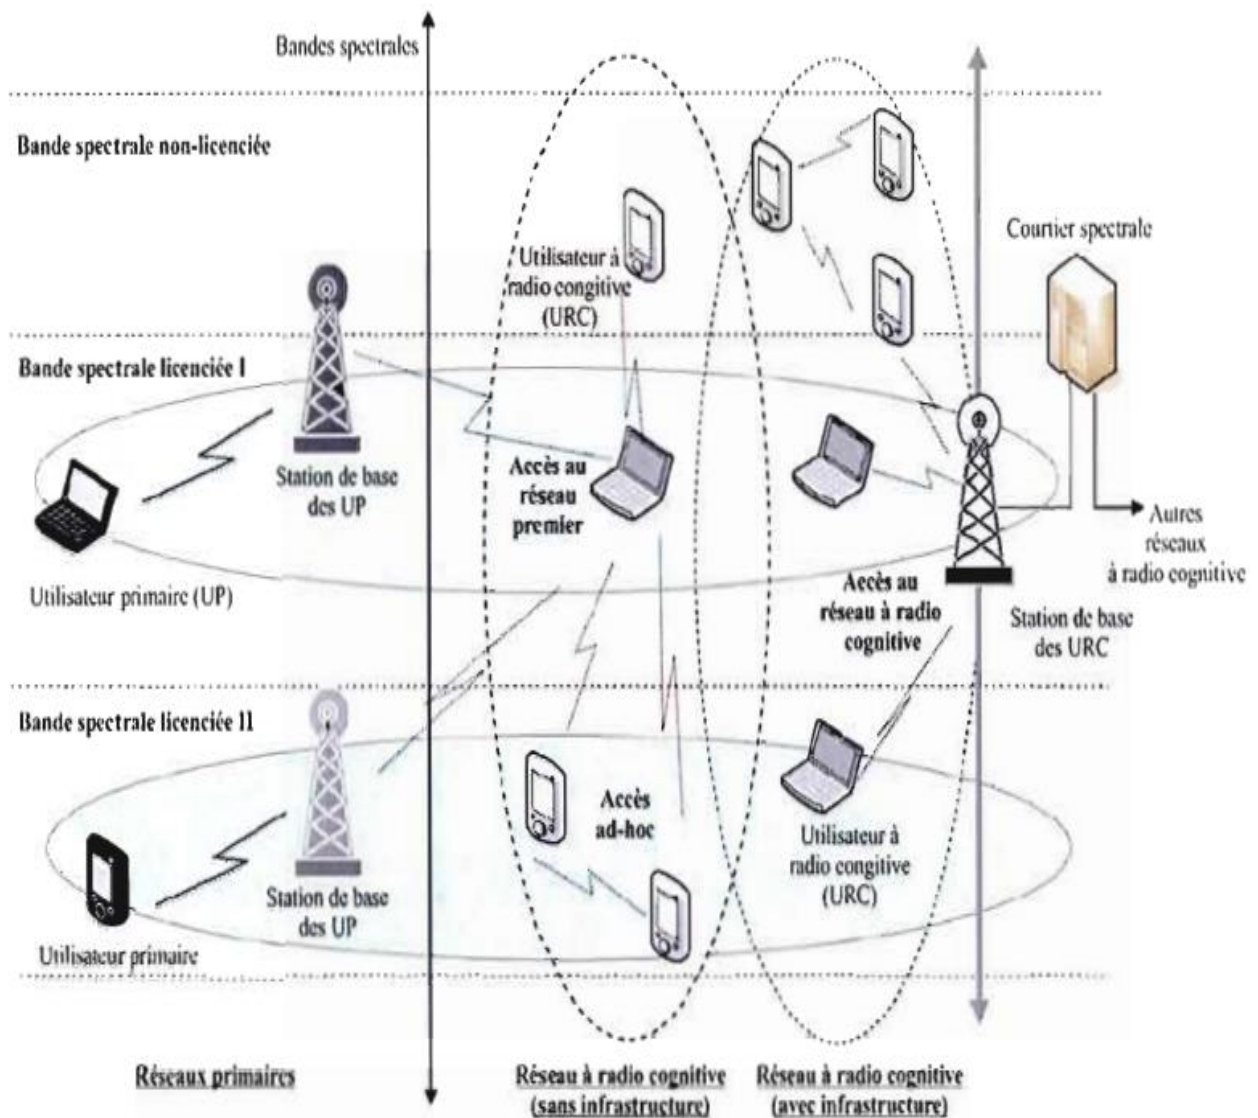 Bandes spectrales
Bande spectrale non-licenciée
Courtier spectrale
Utilisateur à
radio congitive
(URC)
Bande spectrale licenciée I
Station de base
des UP
Accès au
réseau
premier
Utilisateur primaire (UP)
Accès au
réseau à radio
cognitive
Autres
réseaux
à radio cognitive
Station de base
des URC
Bande spectrale licenciée II
Accès
ad-hoc
Utilisateur à
radio congitive
(URC)
Station de base
des UP
Utilisateur primaire
Réseaux primaires
Réseau à radio cognitive
(sans infrastructure)
Réseau à radio cognitive
(avec infrastructure)